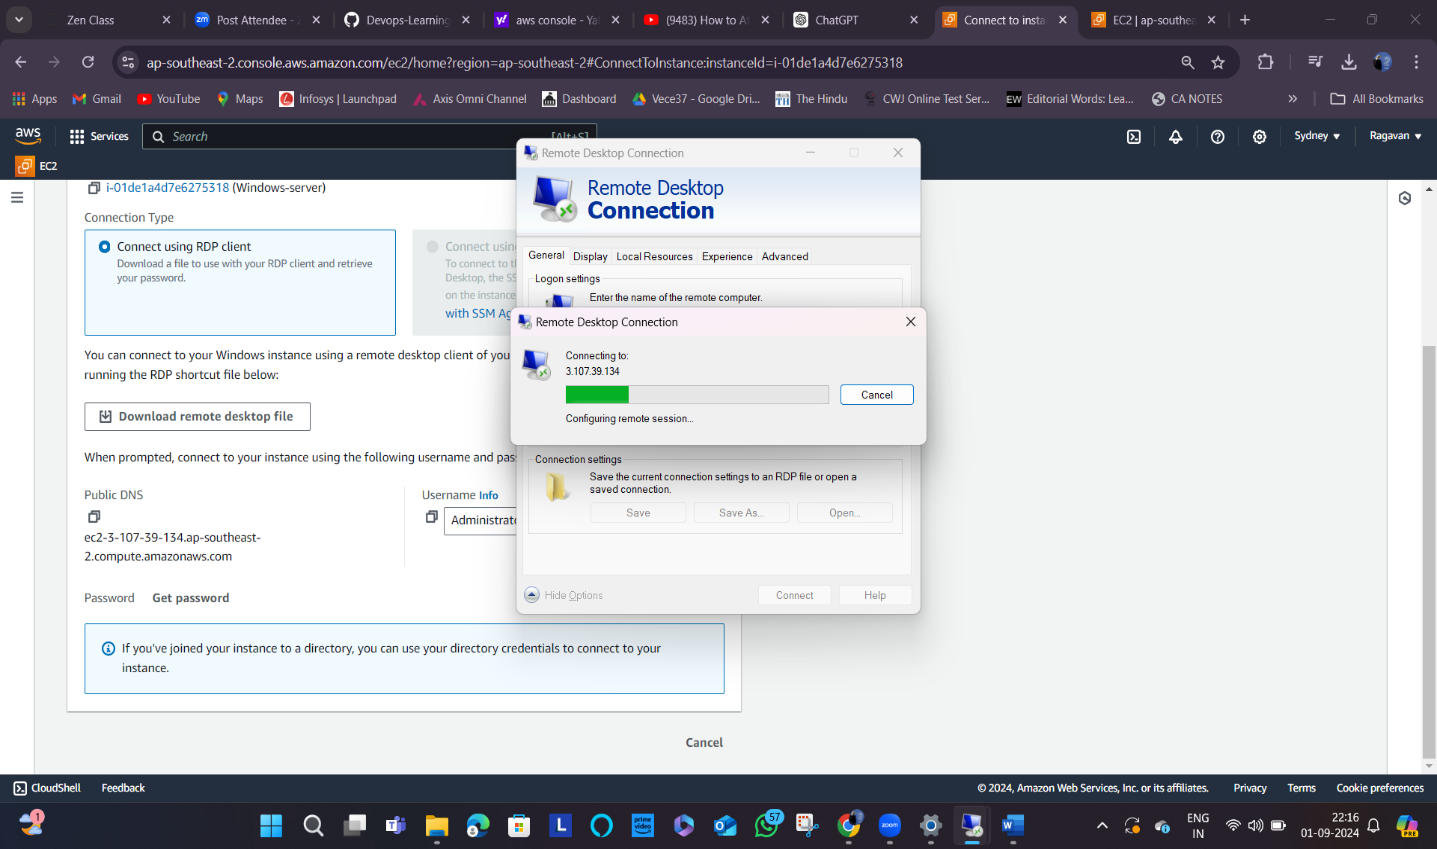 Zen Class
Post Attendee -
Devops-Learning
aws console - Ya
(9483) How to A
ChatGPT
Connect to insta
EC2 | ap-southea
ap-southeast-2.console.aws.amazon.com/ec2/home?region=ap-southeast-2#ConnectToInstance:instanceId=i-01de1a4d7e6275318
Apps
Gmail
YouTube
Maps
Infosys | Launchpad
Axis Omni Channel
Dashboard
Vece37 - Google Dri...
The Hindu
CWJ Online Test Ser...
Editorial Words: Lea...
CA NOTES
All Bookmarks
aws
Services
Search
[Alt+S]
Sydney
Ragavan
EC2
i-01de1a4d7e6275318 (Windows-server)
Connection Type
Connect using RDP client
Download a file to use with your RDP client and retrieve
your password.
Connect usin
To connect to t
Desktop, the SS
on the instance
with SSM Ag
You can connect to your Windows instance using a remote desktop client of you
running the RDP shortcut file below:
Download remote desktop file
When prompted, connect to your instance using the following username and pas
Public DNS
ec2-3-107-39-134.ap-southeast-
2.compute.amazonaws.com
Username Info
Administrato
Password
Get password
If you've joined your instance to a directory, you can use your directory credentials to connect to your
instance.
Cancel
Remote Desktop Connection
Remote Desktop
Connection
General
Display
Local Resources
Experience
Advanced
Logon settings
Enter the name of the remote computer.
Remote Desktop Connection
Connecting to:
3.107.39.134
Cancel
Configuring remote session...
Connection settings
Save the current connection settings to an RDP file or open a
saved connection.
Save
Save As...
Open...
Hide Options
Connect
Help
CloudShell
Feedback
© 2024, Amazon Web Services, Inc. or its affiliates.
Privacy
Terms
Cookie preferences
1
57
ENG
IN
22:16
01-09-2024